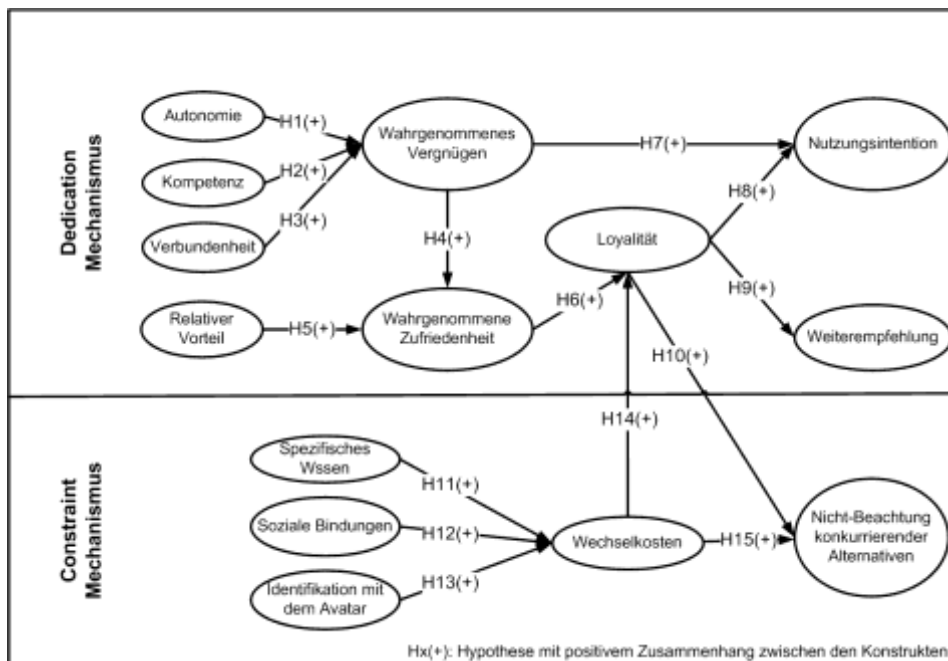 Dedication
Mechanismus
Autonomie
H1(+)
Kompetenz
H2(+)
Verbundenheit
H3(+)
Wahrgenommenes
Vergnügen
H7(+)
Nutzungsintention
H4(+)
Loyalität
H8(+)
H9(+)
Relativer
Vorteil
H5(+)
Wahrgenommene
Zufriedenheit
H6(+)
H10(+)
Weiterempfehlung
Constraint
Mechanismus
Spezifisches
Wssen
H11(+)
Soziale Bindungen
H12(+)
Identifikation mit
dem Avatar
H13(+)
Wechselkosten
H14(+)
H15(+)
Nicht-Beachtung
konkurrierender
Alternativen
Hx(+): Hypothese mit positivem Zusammenhang zwischen den Konstrukten